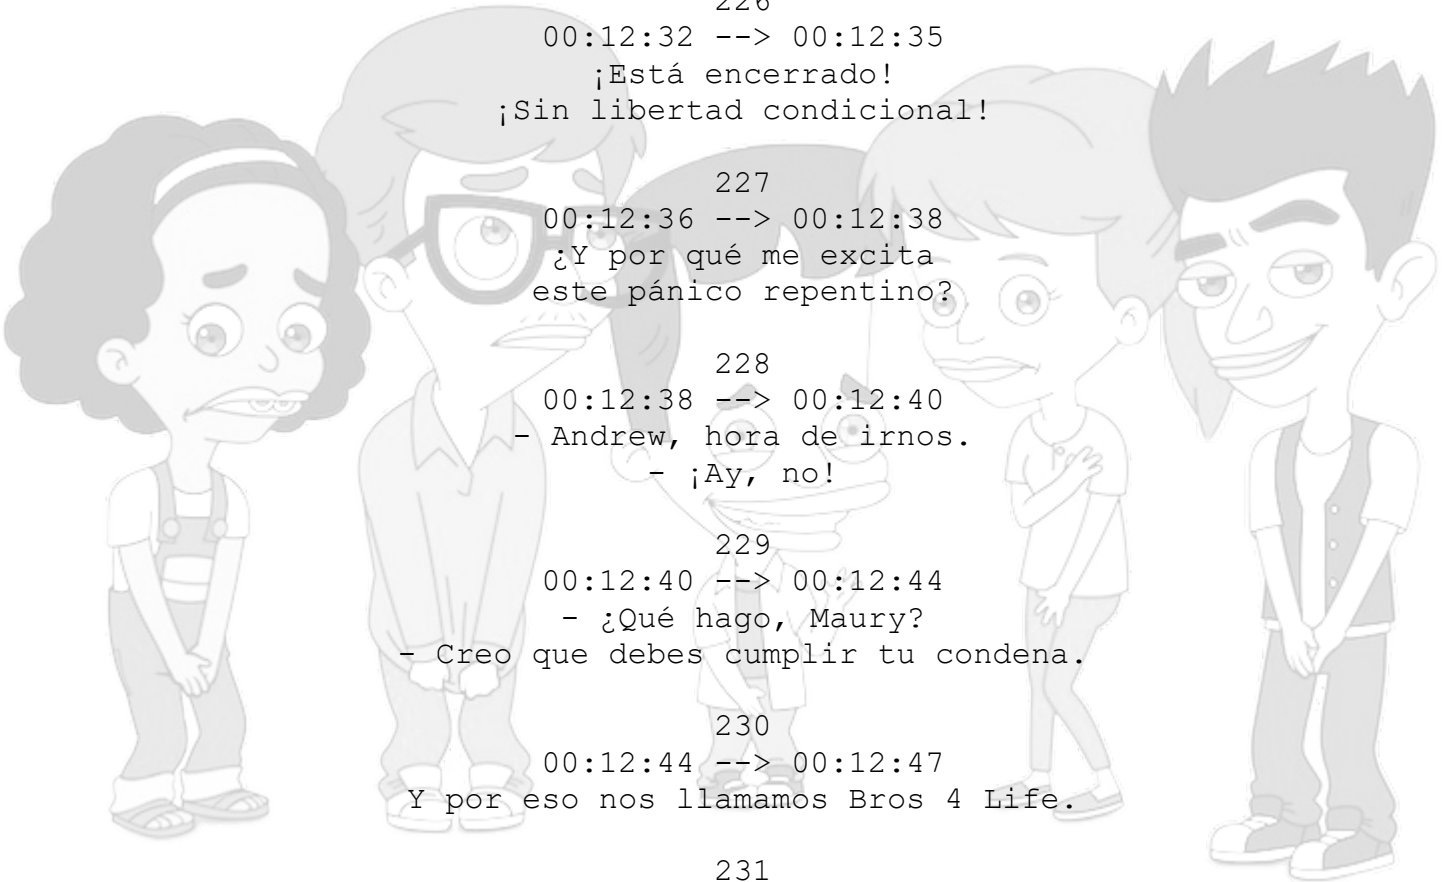 226
00:12:32 --> 00:12:35
¡Está encerrado!
¡Sin libertad condicional!
227
00:12:36 --> 00:12:38
¿Y por qué me excita
este pánico repentino?
228
00:12:38 --> 00:12:40
- Andrew, hora de irnos.
- ¡Ay, no!
229
00:12:40 --> 00:12:44
- ¿Qué hago, Maury?
- Creo que debes cumplir tu condena.
230
00:12:44 --> 00:12:47
Y por eso nos llamamos Bros 4 Life.
231